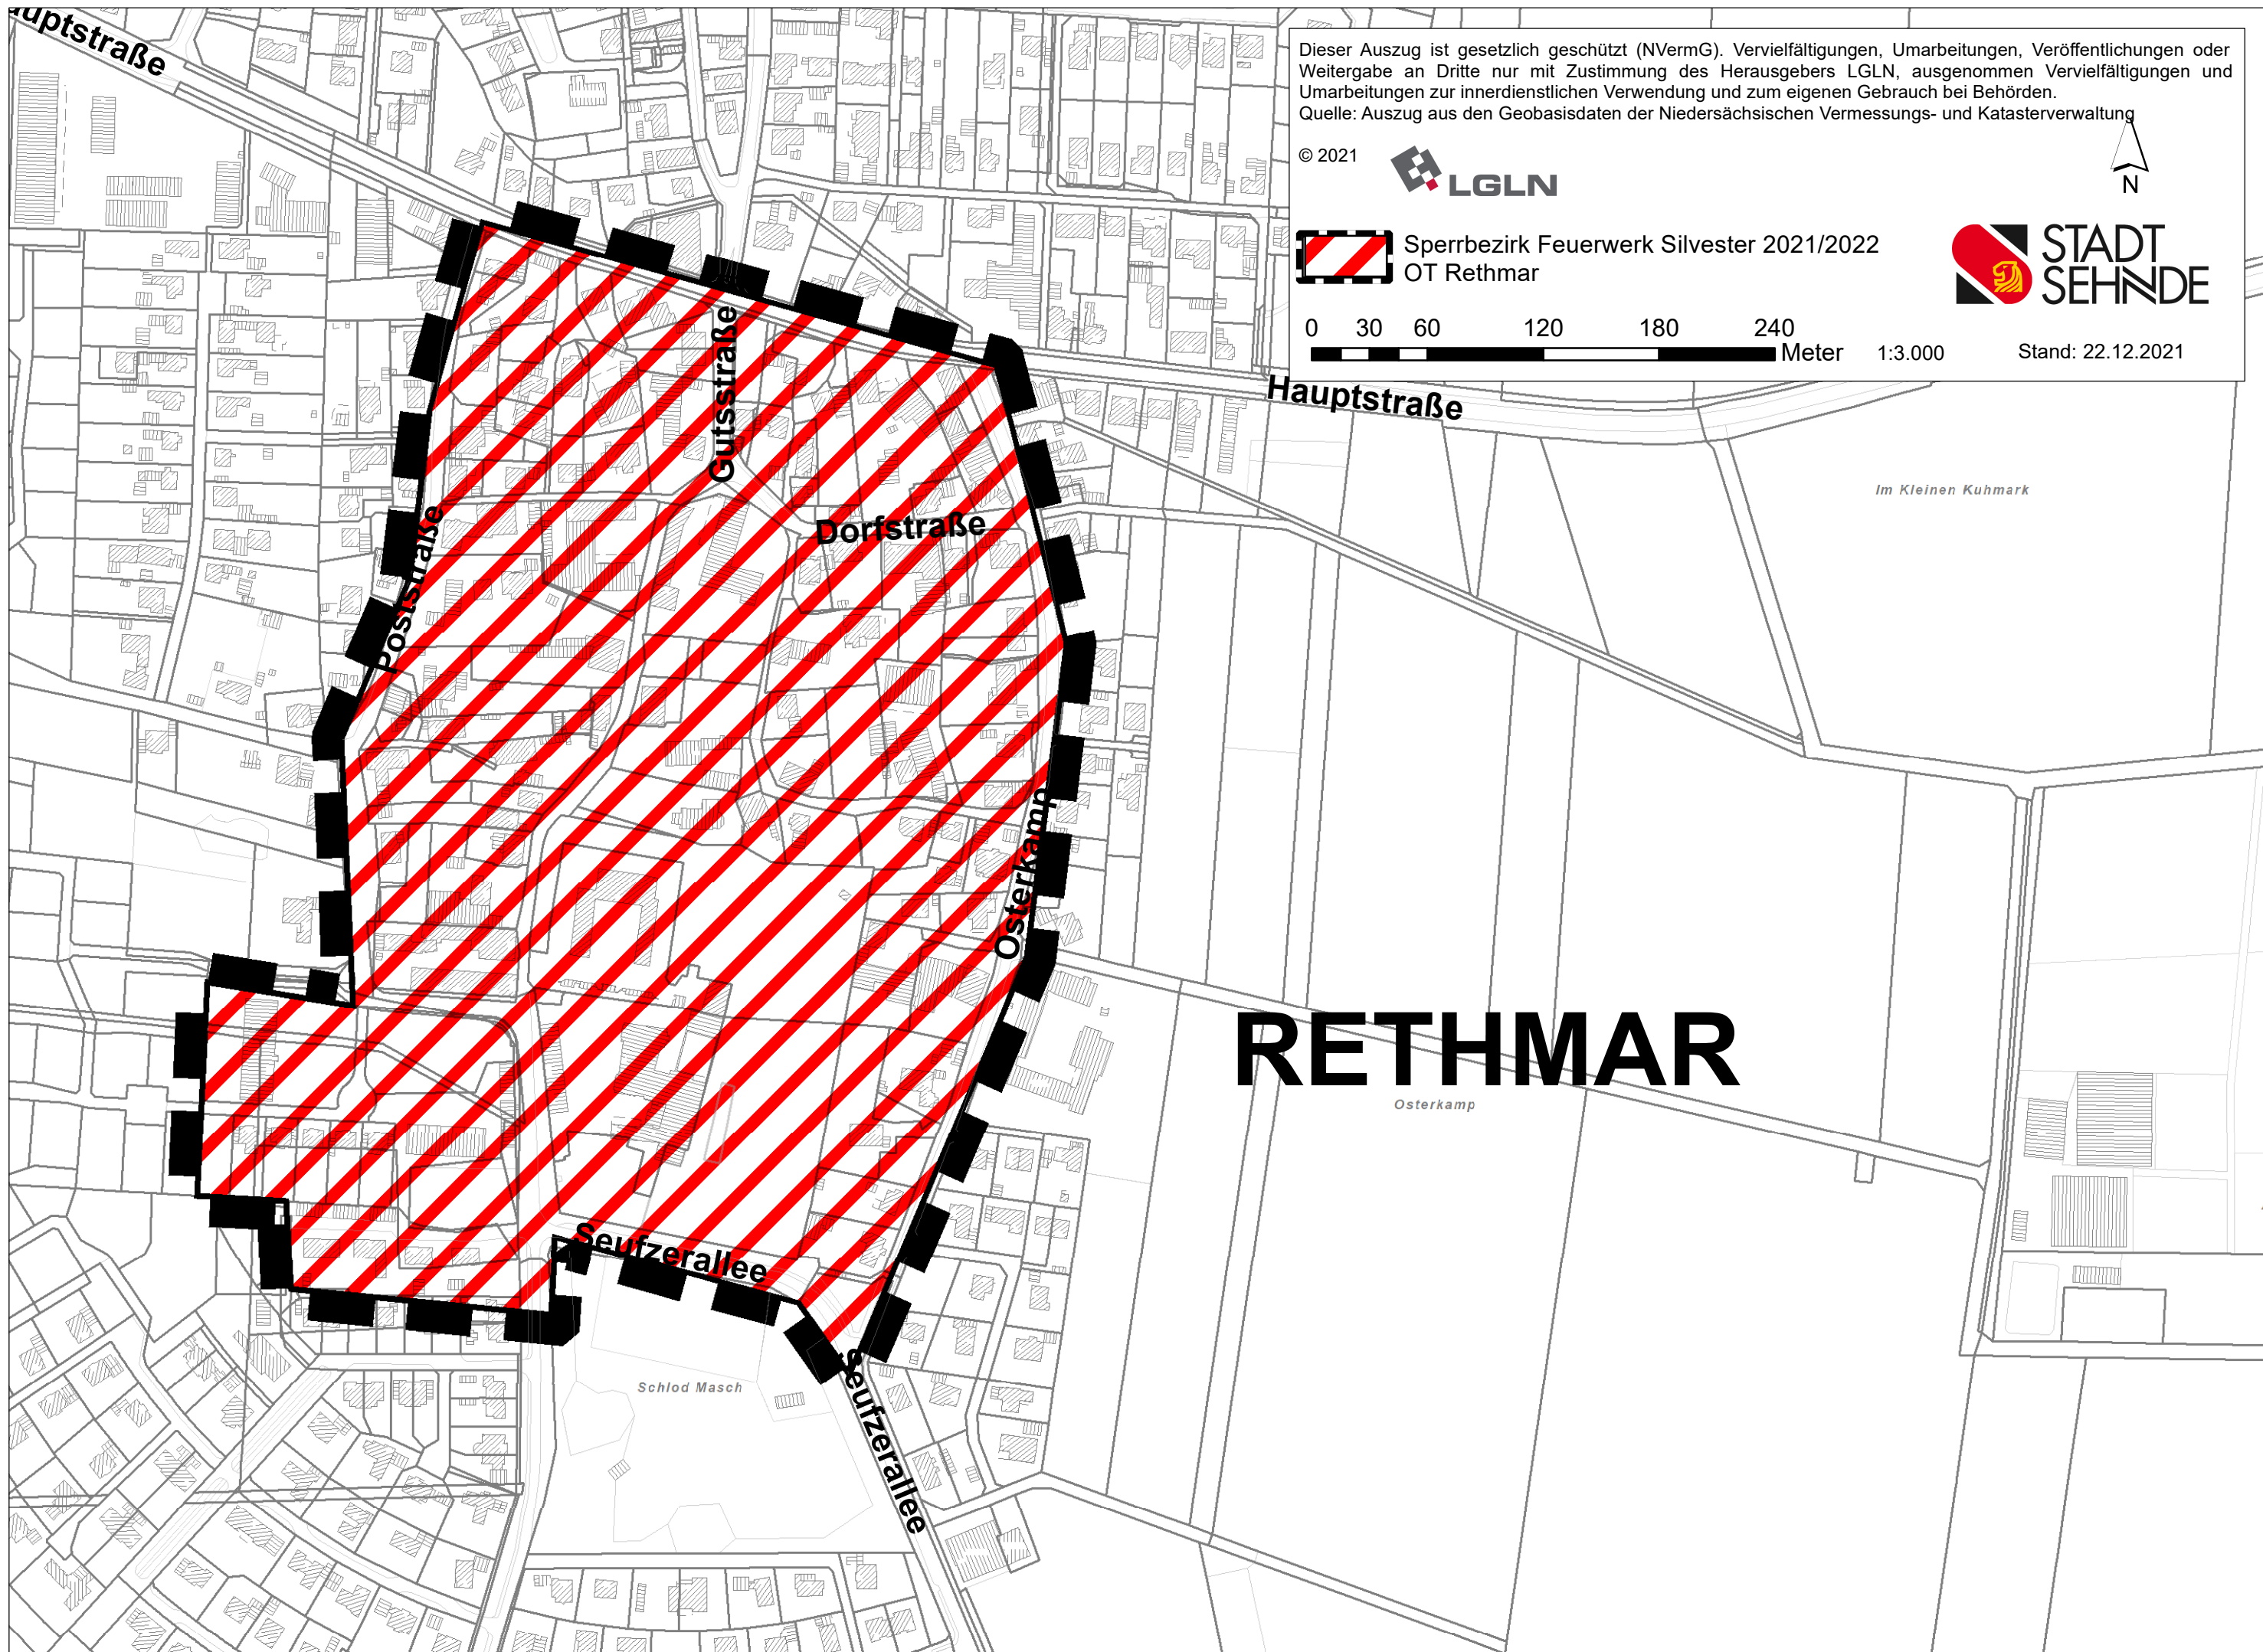 uptstraße
Dieser Auszug ist gesetzlich geschützt (NVermG). Vervielfältigungen, Umarbeitungen, Veröffentlichungen oder
Weitergabe an Dritte nur mit Zustimmung des Herausgebers LGLN, ausgenommen Vervielfältigungen und
Umarbeitungen zur innerdienstlichen Verwendung und zum eigenen Gebrauch bei Behörden.
Quelle: Auszug aus den Geobasisdaten der Niedersächsischen Vermessungs- und Katasterverwaltung
© 2021
LGLN
N
Sperrbezirk Feuerwerk Silvester 2021/2022
OT Rethmar
STADT
SEHNDE
0 30 60 120 180 240
Meter 1:3.000 Stand: 22.12.2021
Hauptstraße
Gutsstraße
Im Kleinen Kuhmark
Dorfstraße
Poststraße
Osterkamp
RETHMAR
Osterkamp
Seufzerallee
Schlod Masch
Seufzerallee